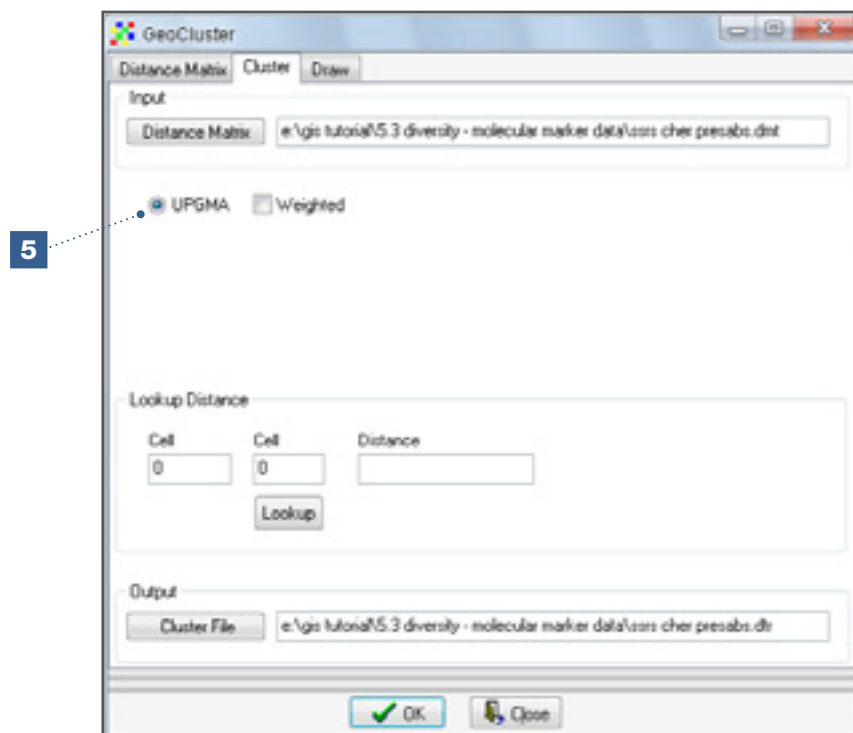 GeoCluster
Distance Matrix Cluster Draw
Input
Distance Matrix e:\gis tutorial\5.3 diversity - molecular marker data\ssrs cher presabs.dmt
UPGMA Weighted
5
Lookup Distance
Cell Cell Distance
0 0
Lookup
Output
Cluster File e:\gis tutorial\5.3 diversity - molecular marker data\ssrs cher presabs.dtr
OK Close